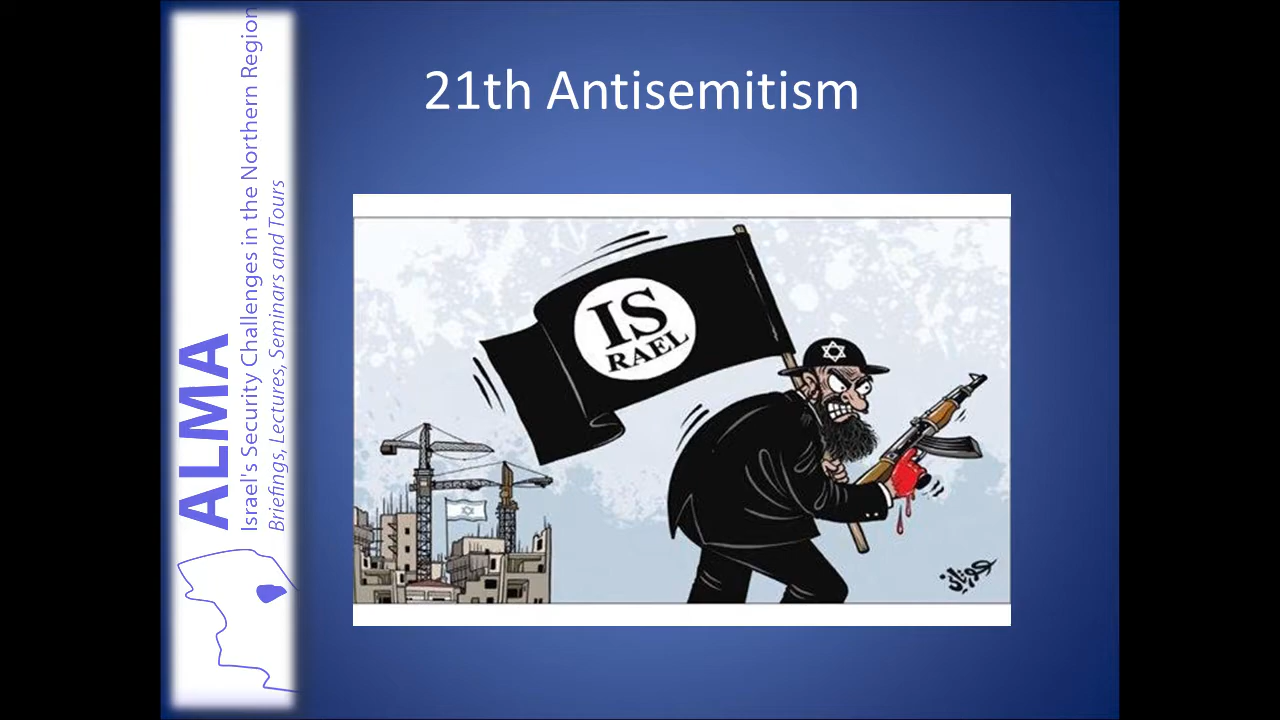 21th Antisemitism
ALMA
Israel's Security Challenges in the Northern Region
Briefings, Lectures, Seminars and Tours
IS
RAEL